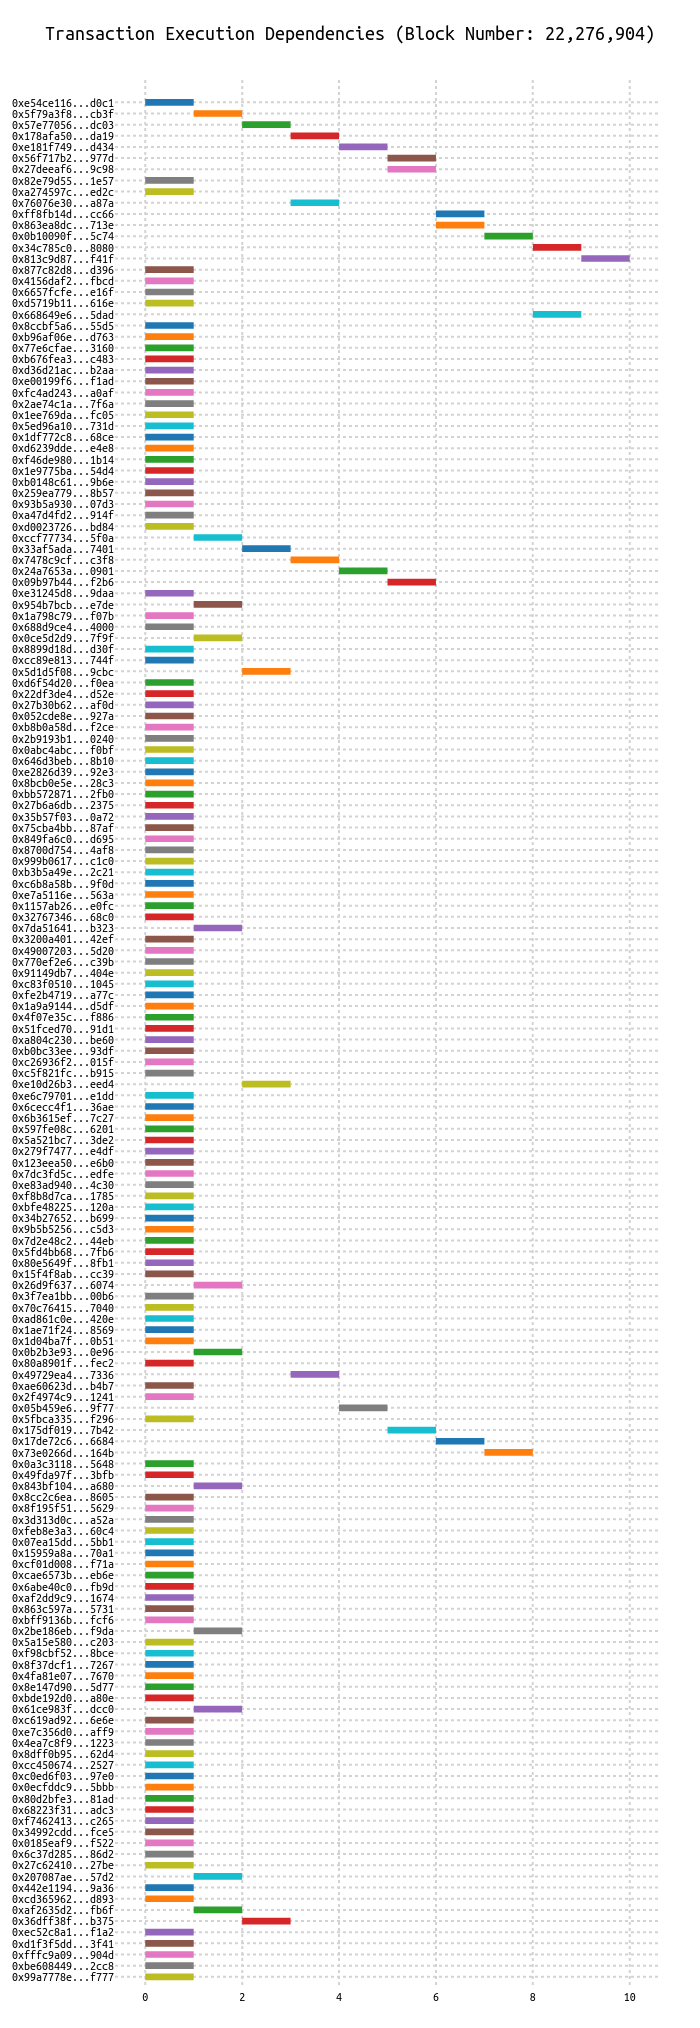 Transaction Execution Dependencies (Block Number: 22,276,904)
0xe54ce116...d0c1
0x5f79a3f8...cb3f
0x57e77056...dc03
0x178afa50...da19
0xe181f749...d434
0x56f717b2...977d
0x27deeaf6...9c98
0x82e79d55...1e57
0xa274597c...ed2c
0x76076e30...a87a
0xff8fb14d...cc66
0x863ea8dc...713e
0x0b10090f...5c74
0x34c785c0...8080
0x813c9d87...f41f
0x877c82d8...d396
0x4156daf2...fbcd
0x6657fcfe...e16f
0xd5719b11...616e
0x668649e6...5dad
0x8ccbf5a6...55d5
0xb96af06e...d763
0x77e6cfae...3160
0xb676fea3...c483
0xd36d21ac...b2aa
0xe00199f6...f1ad
0xfc4ad243...a0af
0x2ae74c1a...7f6a
0x1ee769da...fc05
0x5ed96a10...731d
0x1df772c8...68ce
0xd6239dde...e4e8
0xf46de980...1b14
0x1e9775ba...54d4
0xb0148c61...9b6e
0x259ea779...8b57
0x93b5a930...07d3
0xa47d4fd2...914f
0xd0023726...bd84
0xccf77734...5f0a
0x33af5ada...7401
0x7478c9cf...c3f8
0x24a7653a...0901
0x09b97b44...f2b6
0xe31245d8...9daa
0x954b7bcb...e7de
0x1a798c79...f07b
0x688d9ce4...4000
0x0ce5d2d9...7f9f
0x8899d18d...d30f
0xcc89e813...744f
0x5d1d5f08...9cbc
0xd6f54d20...f0ea
0x22df3de4...d52e
0x27b30b62...af0d
0x052cde8e...927a
0xb8b0a58d...f2ce
0x2b9193b1...0240
0x0abc4abc...f0bf
0x646d3beb...8b10
0xe2826d39...92e3
0x8bcb0e5e...28c3
0xbb572871...2fb0
0x27b6a6db...2375
0x35b57f03...0a72
0x75cba4bb...87af
0x849fa6c0...d695
0x8700d754...4af8
0x999b0617...c1c0
0xb3b5a49e...2c21
0xc6b8a58b...9f0d
0xe7a5116e...563a
0x1157ab26...e0fc
0x32767346...68c0
0x7da51641...b323
0x3200a401...42ef
0x49007203...5d20
0x770ef2e6...c39b
0x91149db7...404e
0xc83f0510...1045
0xfe2b4719...a77c
0x1a9a9144...d5df
0x4f07e35c...f886
0x51fced70...91d1
0xa804c230...be60
0xb0bc33ee...93df
0xc26936f2...015f
0xc5f821fc...b915
0xe10d26b3...eed4
0xe6c79701...e1dd
0x6cecc4f1...36ae
0x6b3615ef...7c27
0x597fe08c...6201
0x5a521bc7...3de2
0x279f7477...e4df
0x123eea50...e6b0
0x7dc3fd5c...edfe
0xe83ad940...4c30
0xf8b8d7ca...1785
0xbfe48225...120a
0x34b27652...b699
0x9b5b5256...c5d3
0x7d2e48c2...44eb
0x5fd4bb68...7fb6
0x80e5649f...8fb1
0x15f4f8ab...cc39
0x26d9f637...6074
0x3f7ea1bb...00b6
0x70c76415...7040
0xad861c0e...420e
0x1ae71f24...8569
0x1d04ba7f...0b51
0x0b2b3e93...0e96
0x80a8901f...fec2
0x49729ea4...7336
0xae60623d...b4b7
0x2f4974c9...1241
0x05b459e6...9f77
0x5fbca335...f296
0x175df019...7b42
0x17de72c6...6684
0x73e0266d...164b
0x0a3c3118...5648
0x49fda97f...3bfb
0x843bf104...a680
0x8cc2c6ea...8605
0x8f195f51...5629
0x3d313d0c...a52a
0xfeb8e3a3...60c4
0x07ea15dd...5bb1
0x15959a8a...70a1
0xcf01d008...f71a
0xcae6573b...eb6e
0x6abe40c0...fb9d
0xaf2dd9c9...1674
0x863c597a...5731
0xbff9136b...fcf6
0x2be186eb...f9da
0x5a15e580...c203
0xf98cbf52...8bce
0x8f37dcf1...7267
0x4fa81e07...7670
0x8e147d90...5d77
0xbde192d0...a80e
0x61ce983f...dcc0
0xc619ad92...6e6e
0xe7c356d0...aff9
0x4ea7c8f9...1223
0x8dff0b95...62d4
0xcc450674...2527
0xc0ed6f03...97e0
0x0ecfddc9...5bbb
0x80d2bfe3...81ad
0x68223f31...adc3
0xf7462413...c265
0x34992cdd...fce5
0x0185eaf9...f522
0x6c37d285...86d2
0x27c62410...27be
0x207087ae...57d2
0x442e1194...9a36
0xcd365962...d893
0xaf2635d2...fb6f
0x36dff38f...b375
0xec52c8a1...f1a2
0xd1f3f5dd...3f41
0xfffc9a09...904d
0xbe608449...2cc8
0x99a7778e...f777
0 2 4 6 8 10